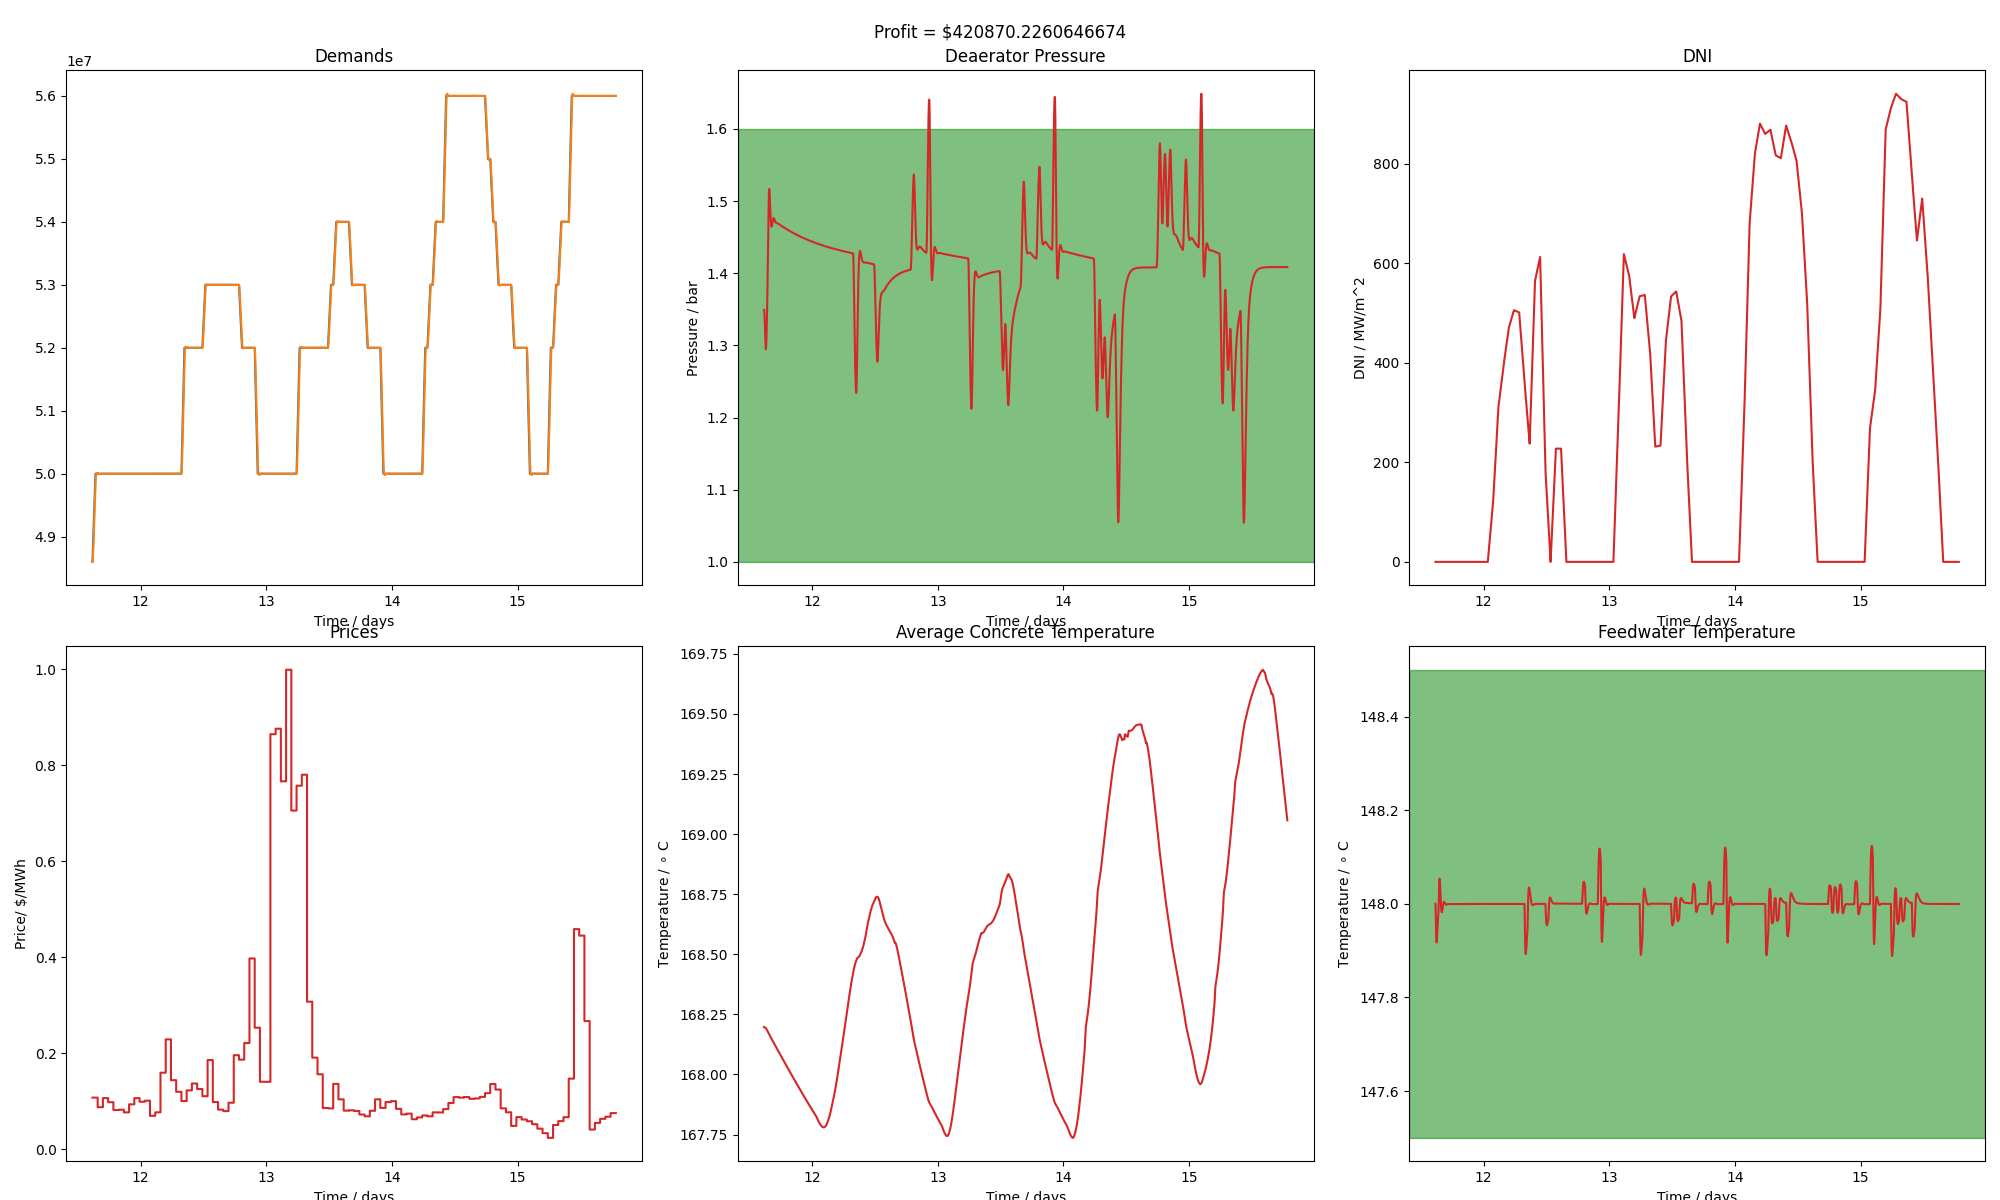 Profit = $420870.2260646674
Demands
1e7
5.6
5.5
5.4
5.3
5.2
5.1
5.0
4.9
12 13 14 15
Time / days
Deaerator Pressure
Pressure / bar
1.6
1.5
1.4
1.3
1.2
1.1
1.0
12 13 14 15
Time / days
DNI
DNI / MW/m^2
800
600
400
200
0
12 13 14 15
Time / days
Prices
Price/ $/MWh
1.0
0.8
0.6
0.4
0.2
0.0
12 13 14 15
Time / days
Average Concrete Temperature
Temperature / ∘ C
169.75
169.50
169.25
169.00
168.75
168.50
168.25
168.00
167.75
12 13 14 15
Time / days
Feedwater Temperature
Temperature / ∘ C
148.4
148.2
148.0
147.8
147.6
12 13 14 15
Time / days